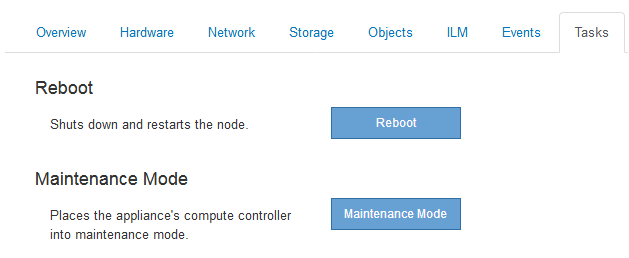 Overview Hardware Network Storage Objects ILM Events Tasks
Reboot
Shuts down and restarts the node. Reboot
Maintenance Mode
Places the appliance's compute controller Maintenance Mode
into maintenance mode.